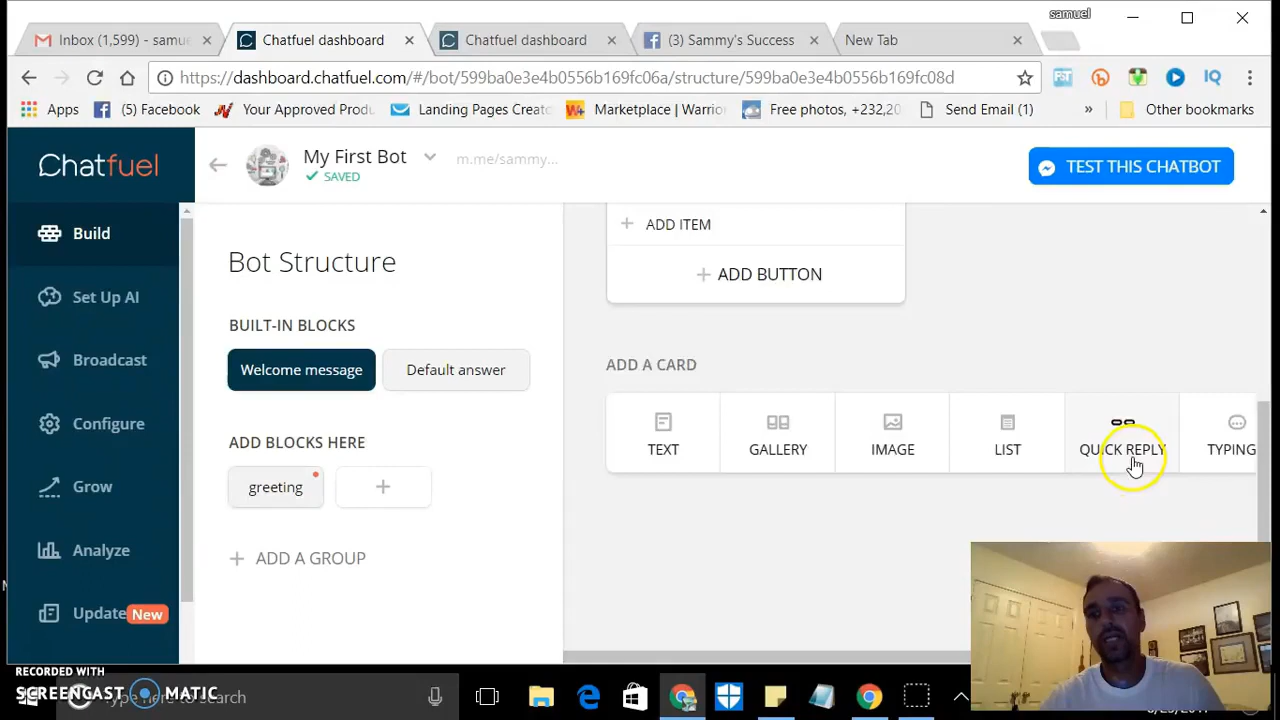 samuel
Inbox (1,599) - samue
Chatfuel dashboard
Chatfuel dashboard
(3) Sammy's Success
New Tab
https://dashboard.chatfuel.com/#/bot/599ba0e3e4b0556b169fc06a/structure/599ba0e3e4b0556b169fc08d
Apps
(5) Facebook
Your Approved Produ
Landing Pages Create
Marketplace | Warrior
Free photos, +232,20
Send Email (1)
»
Other bookmarks
Chatfuel
My First Bot
m.me/sammy...
SAVED
TEST THIS CHATBOT
Build
Set Up AI
Broadcast
Configure
Grow
Analyze
Update New
Bot Structure
BUILT-IN BLOCKS
Welcome message
Default answer
ADD BLOCKS HERE
greeting
+
+ ADD A GROUP
+ ADD ITEM
+ ADD BUTTON
ADD A CARD
TEXT
GALLERY
IMAGE
LIST
QUICK REPLY
TYPING
RECORDED WITH
SCREENCAST MATIC
here to search